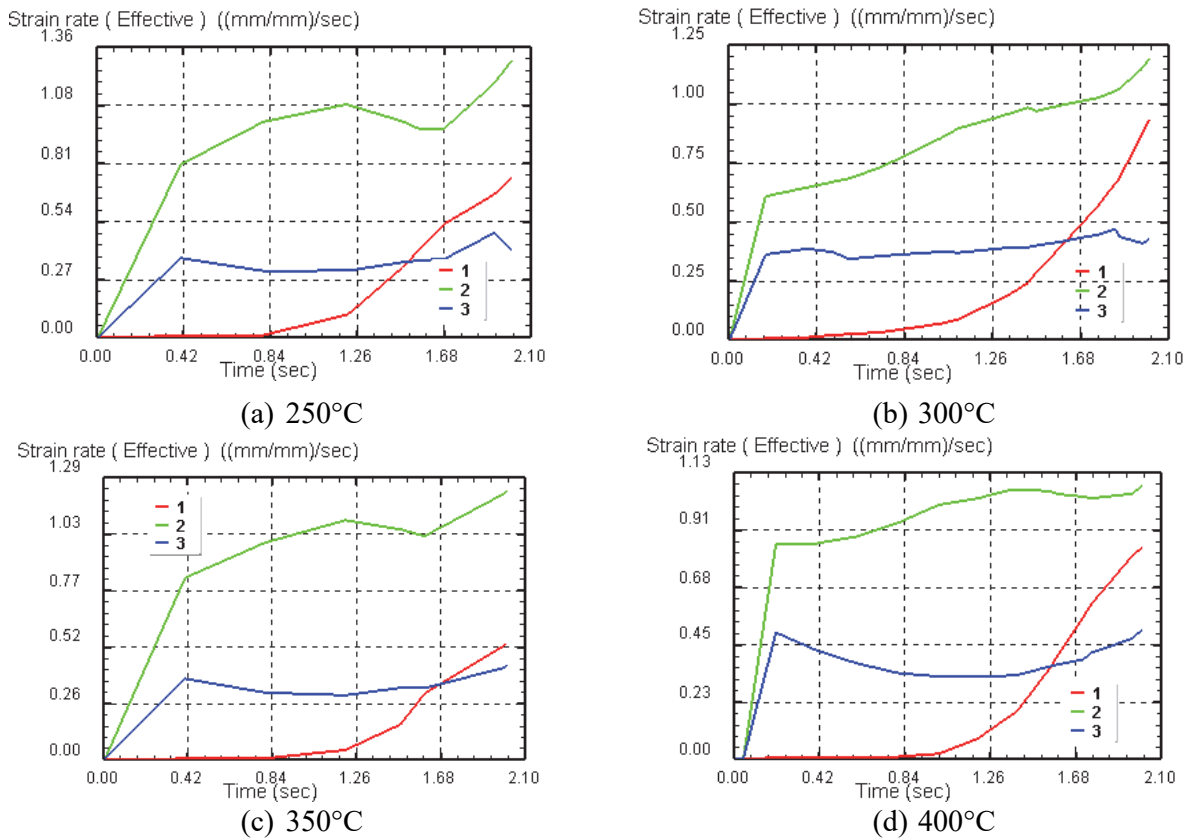 Strain rate ( Effective )  ((mm/mm)/sec)
1.36
1.08
0.81
0.54
0.27
0.00
1
2
3
0.00 0.42 0.84 1.26 1.68 2.10
Time (sec)
(a) 250°C
Strain rate ( Effective )  ((mm/mm)/sec)
1.25
1.00
0.75
0.50
0.25
0.00
1
2
3
0.00 0.42 0.84 1.26 1.68 2.10
Time (sec)
(b) 300°C
Strain rate ( Effective )  ((mm/mm)/sec)
1.29
1.03
0.77
0.52
0.26
0.00
1
2
3
0.00 0.42 0.84 1.26 1.68 2.10
Time (sec)
(c) 350°C
Strain rate ( Effective )  ((mm/mm)/sec)
1.13
0.91
0.68
0.45
0.23
0.00
1
2
3
0.00 0.42 0.84 1.26 1.68 2.10
Time (sec)
(d) 400°C